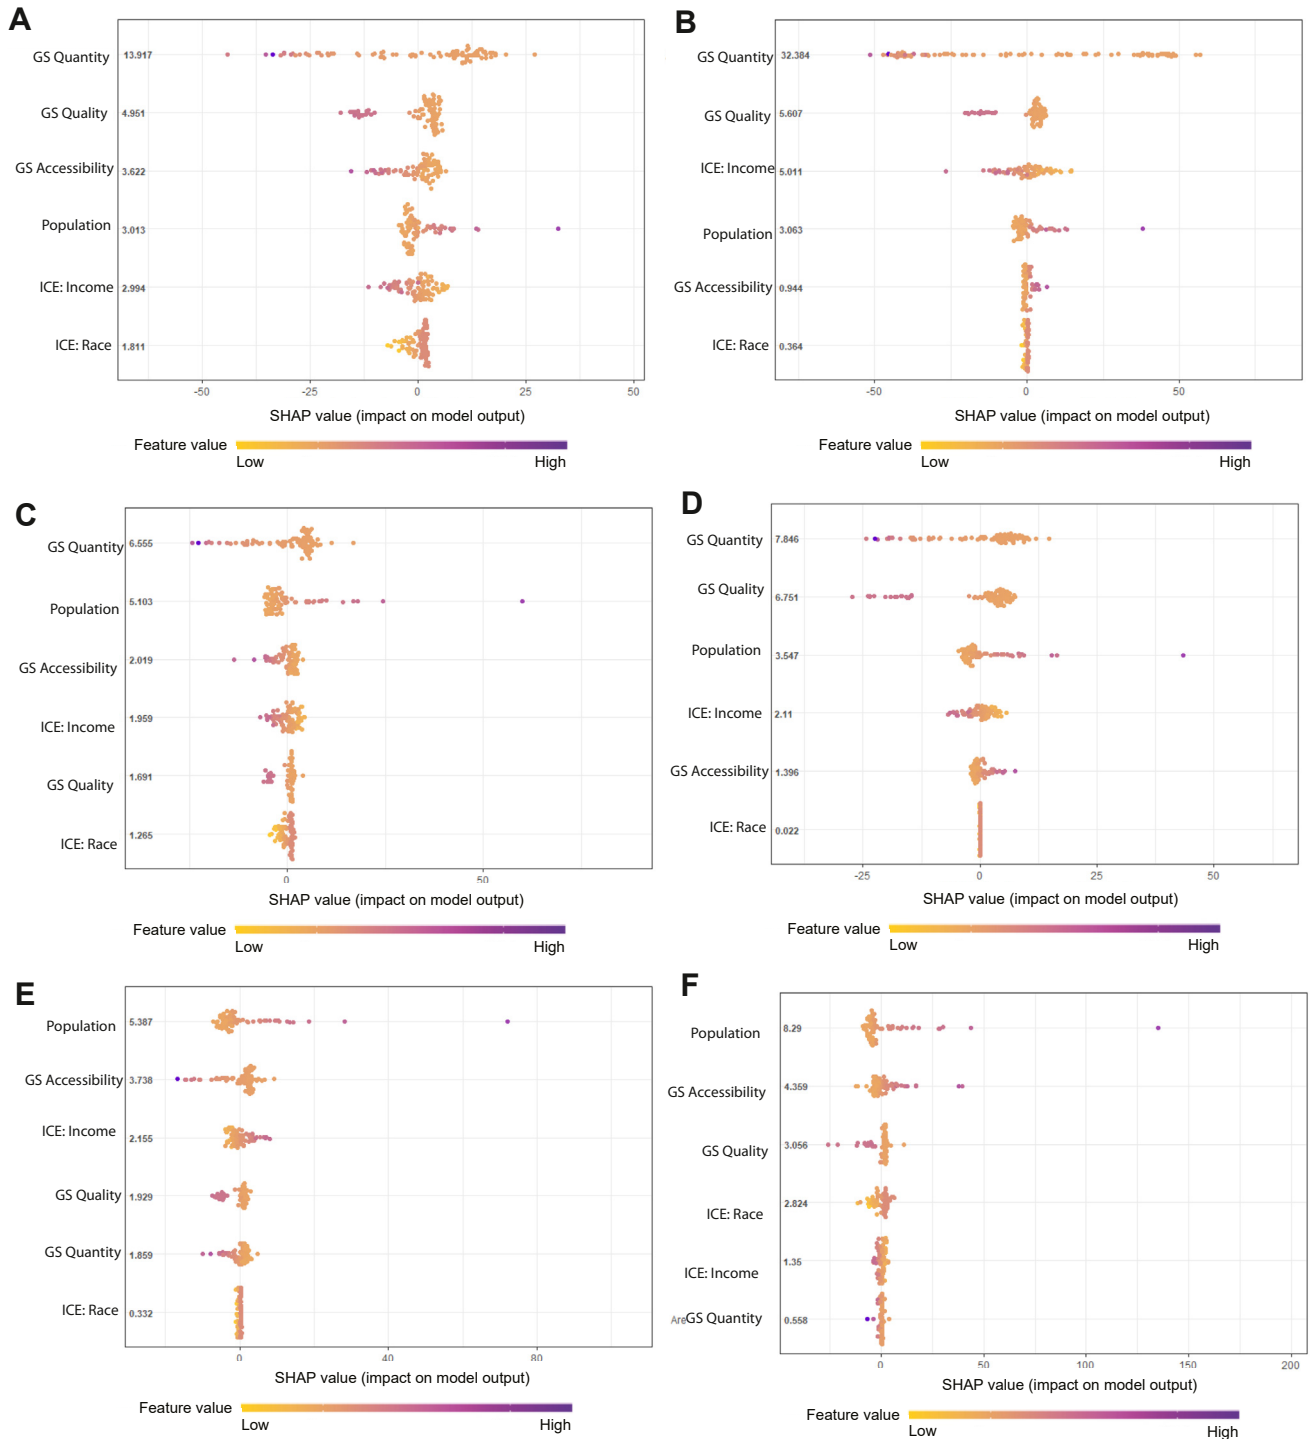 A
GS Quantity 13.917
GS Quality 4.951
GS Accessibility 3.622
Population 3.013
ICE: Income 2.994
ICE: Race 1.811
-50 -25 0 25 50
SHAP value (impact on model output)
Feature value
Low High
B
GS Quantity 32.384
GS Quality 5.607
ICE: Income 5.011
Population 3.063
GS Accessibility 0.944
ICE: Race 0.364
-50 0 50
SHAP value (impact on model output)
Feature value
Low High
C
GS Quantity 6.555
Population 5.103
GS Accessibility 2.019
ICE: Income 1.959
GS Quality 1.691
ICE: Race 1.265
0 50
SHAP value (impact on model output)
Feature value
Low High
D
GS Quantity 7.846
GS Quality 6.751
Population 3.547
ICE: Income 2.11
GS Accessibility 1.396
ICE: Race 0.022
-25 0 25 50
SHAP value (impact on model output)
Feature value
Low High
E
Population 5.387
GS Accessibility 3.738
ICE: Income 2.155
GS Quality 1.929
GS Quantity 1.859
ICE: Race 0.332
0 40 80
SHAP value (impact on model output)
Feature value
Low High
F
Population 8.29
GS Accessibility 4.359
GS Quality 3.056
ICE: Race 2.824
ICE: Income 1.35
AreGS Quantity 0.558
0 50 100 150 200
SHAP value (impact on model output)
Feature value
Low High